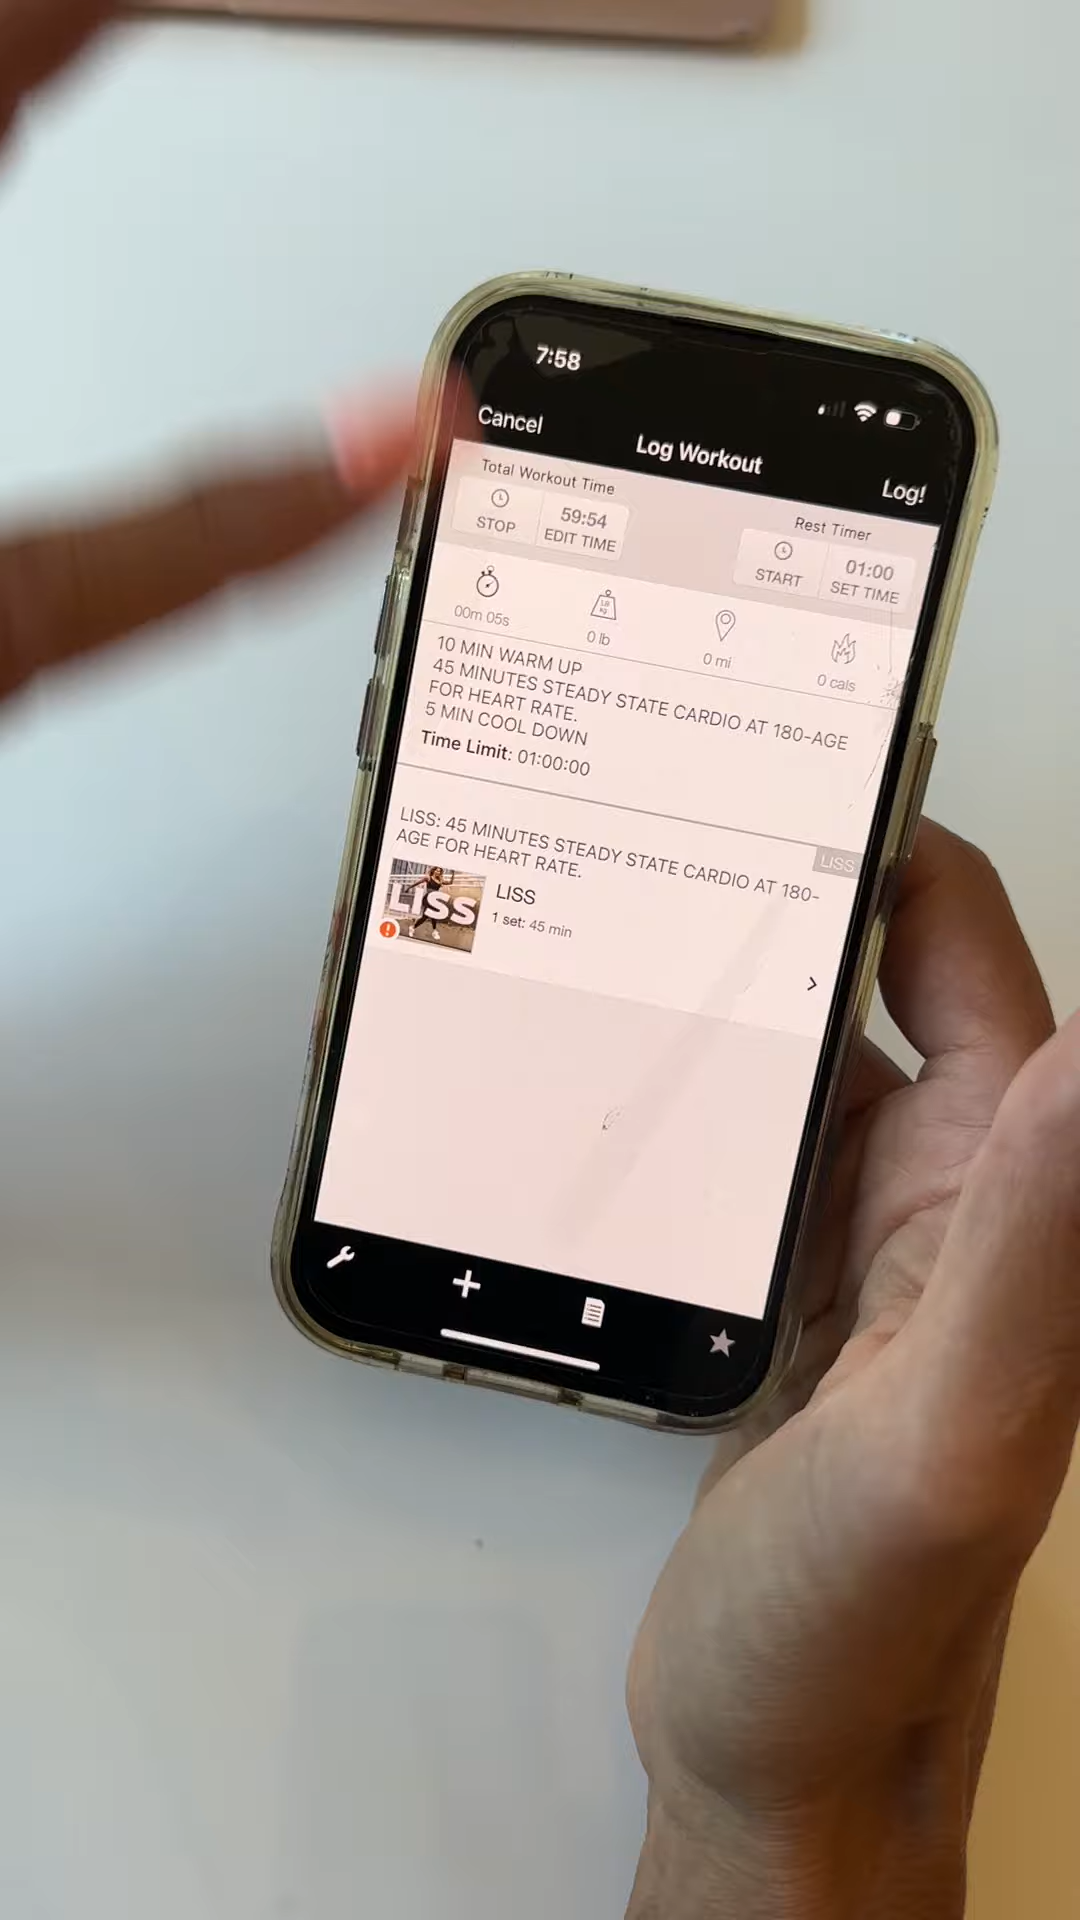 7:58
Cancel
Log Workout
Log!
Total Workout Time
STOP
59:54
EDIT TIME
Rest Timer
START
01:00
SET TIME
00m 05s
0 lb
0 mi
0 cals
10 MIN WARM UP
45 MINUTES STEADY STATE CARDIO AT 180-AGE
FOR HEART RATE.
5 MIN COOL DOWN
Time Limit: 01:00:00
LISS
LISS: 45 MINUTES STEADY STATE CARDIO AT 180-
AGE FOR HEART RATE.
LISS
LISS
1 set: 45 min